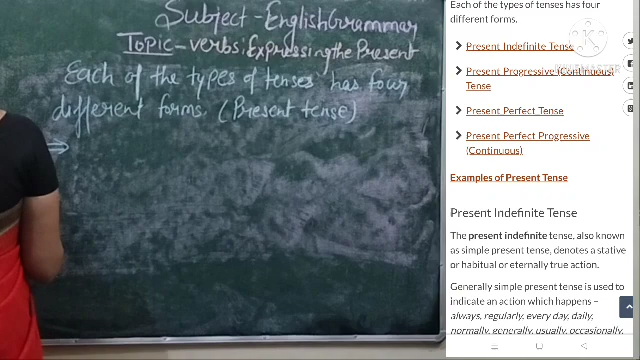 Subject - English Grammar
Topic - verbs: Expressing the Present
Each of the types of tenses has four
different forms. (Present tense)
Each of the types of tenses has four
different forms.
Present Indefinite Tense
Present Progressive (Continuous)
Tense
Present Perfect Tense
Present Perfect Progressive
(Continuous)
Examples of Present Tense
Present Indefinite Tense
The present indefinite tense, also known
as simple present tense, denotes a stative
or habitual or eternally true action.
Generally simple present tense is used to
indicate an action which happens –
always, regularly, every day, daily,
normally, generally, usually, occasionally,